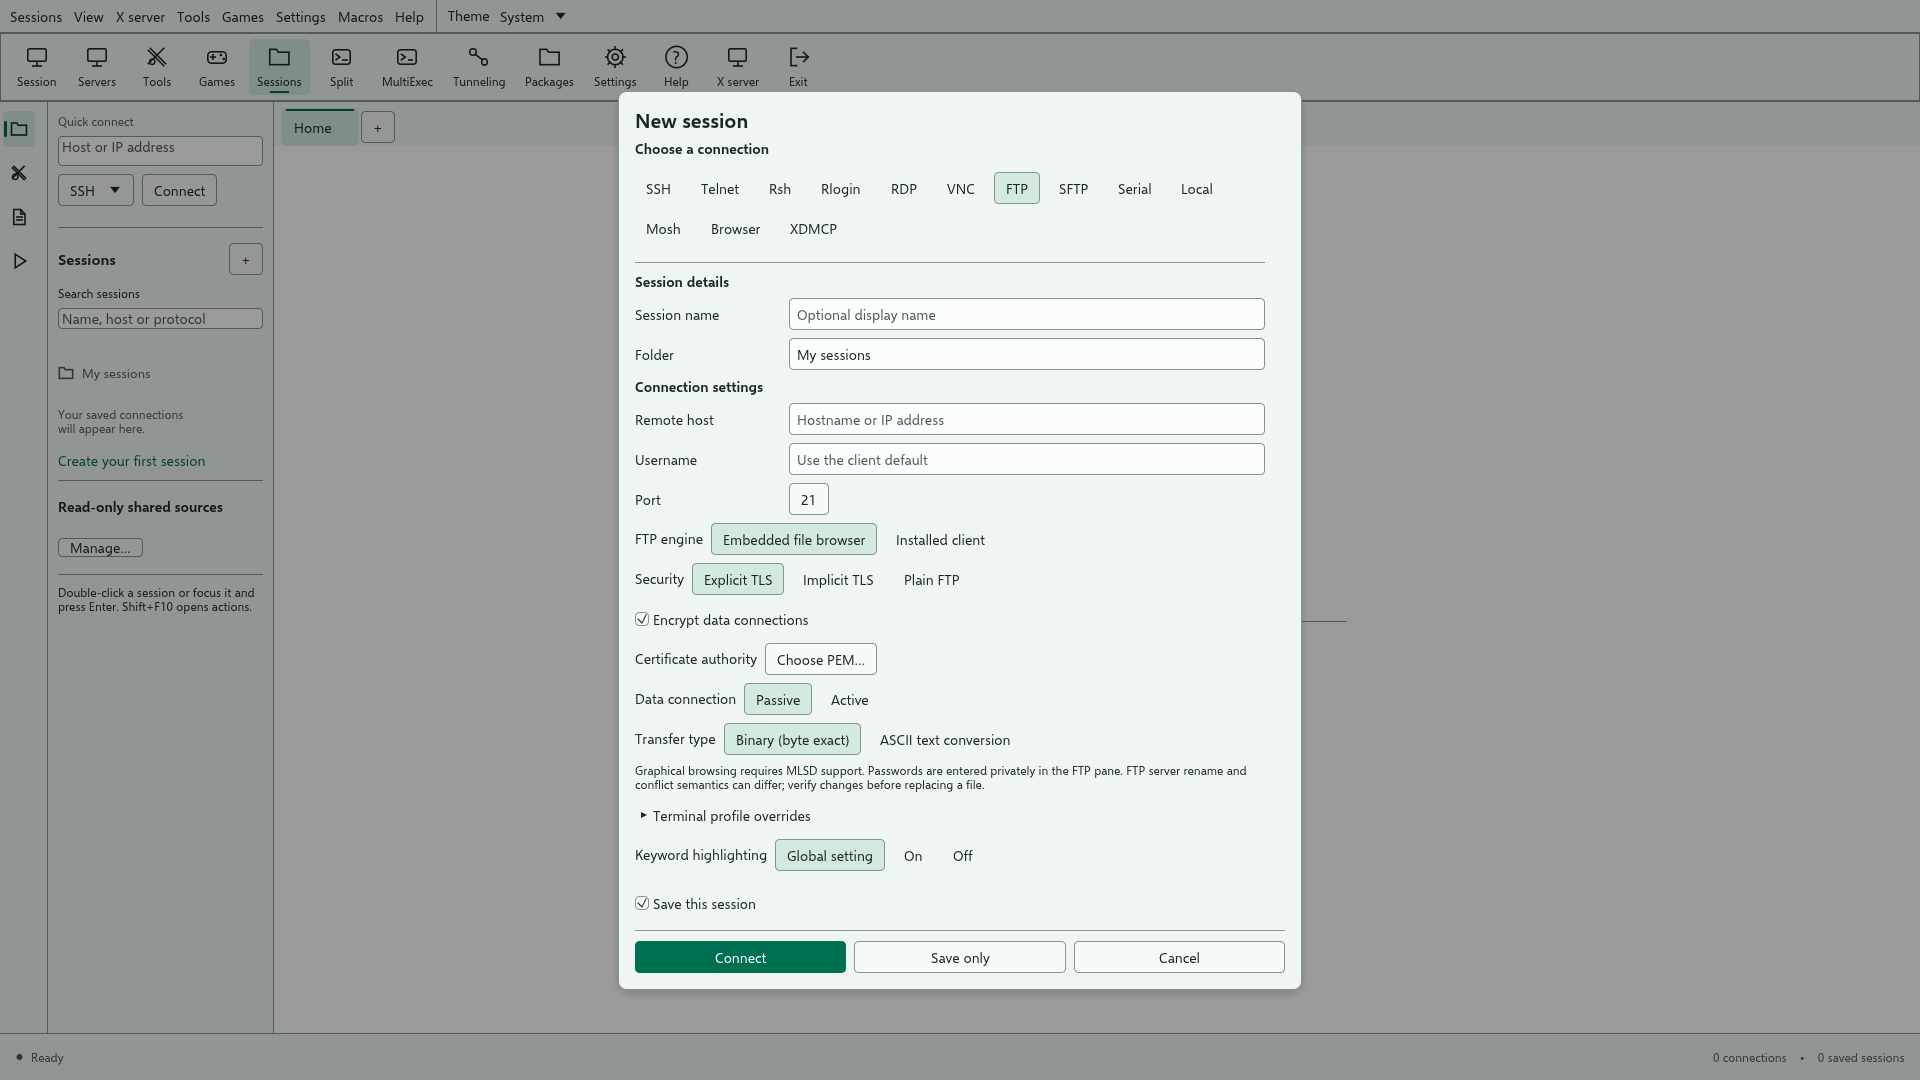 Sessions View X server Tools Games Settings Macros Help Theme System
Session Servers Tools Games Sessions Split MultiExec Tunneling Packages Settings Help X server Exit
Quick connect
Host or IP address
SSH Connect
Sessions +
Search sessions
Name, host or protocol
My sessions
Your saved connections
will appear here.
Create your first session
Read-only shared sources
Manage...
Double-click a session or focus it and
press Enter. Shift+F10 opens actions.
Home +
New session
Choose a connection
SSH Telnet Rsh Rlogin RDP VNC FTP SFTP Serial Local
Mosh Browser XDMCP
Session details
Session name Optional display name
Folder My sessions
Connection settings
Remote host Hostname or IP address
Username Use the client default
Port 21
FTP engine Embedded file browser Installed client
Security Explicit TLS Implicit TLS Plain FTP
Encrypt data connections
Certificate authority Choose PEM...
Data connection Passive Active
Transfer type Binary (byte exact) ASCII text conversion
Graphical browsing requires MLSD support. Passwords are entered privately in the FTP pane. FTP server rename and
conflict semantics can differ; verify changes before replacing a file.
Terminal profile overrides
Keyword highlighting Global setting On Off
Save this session
Connect Save only Cancel
Ready 0 connections • 0 saved sessions